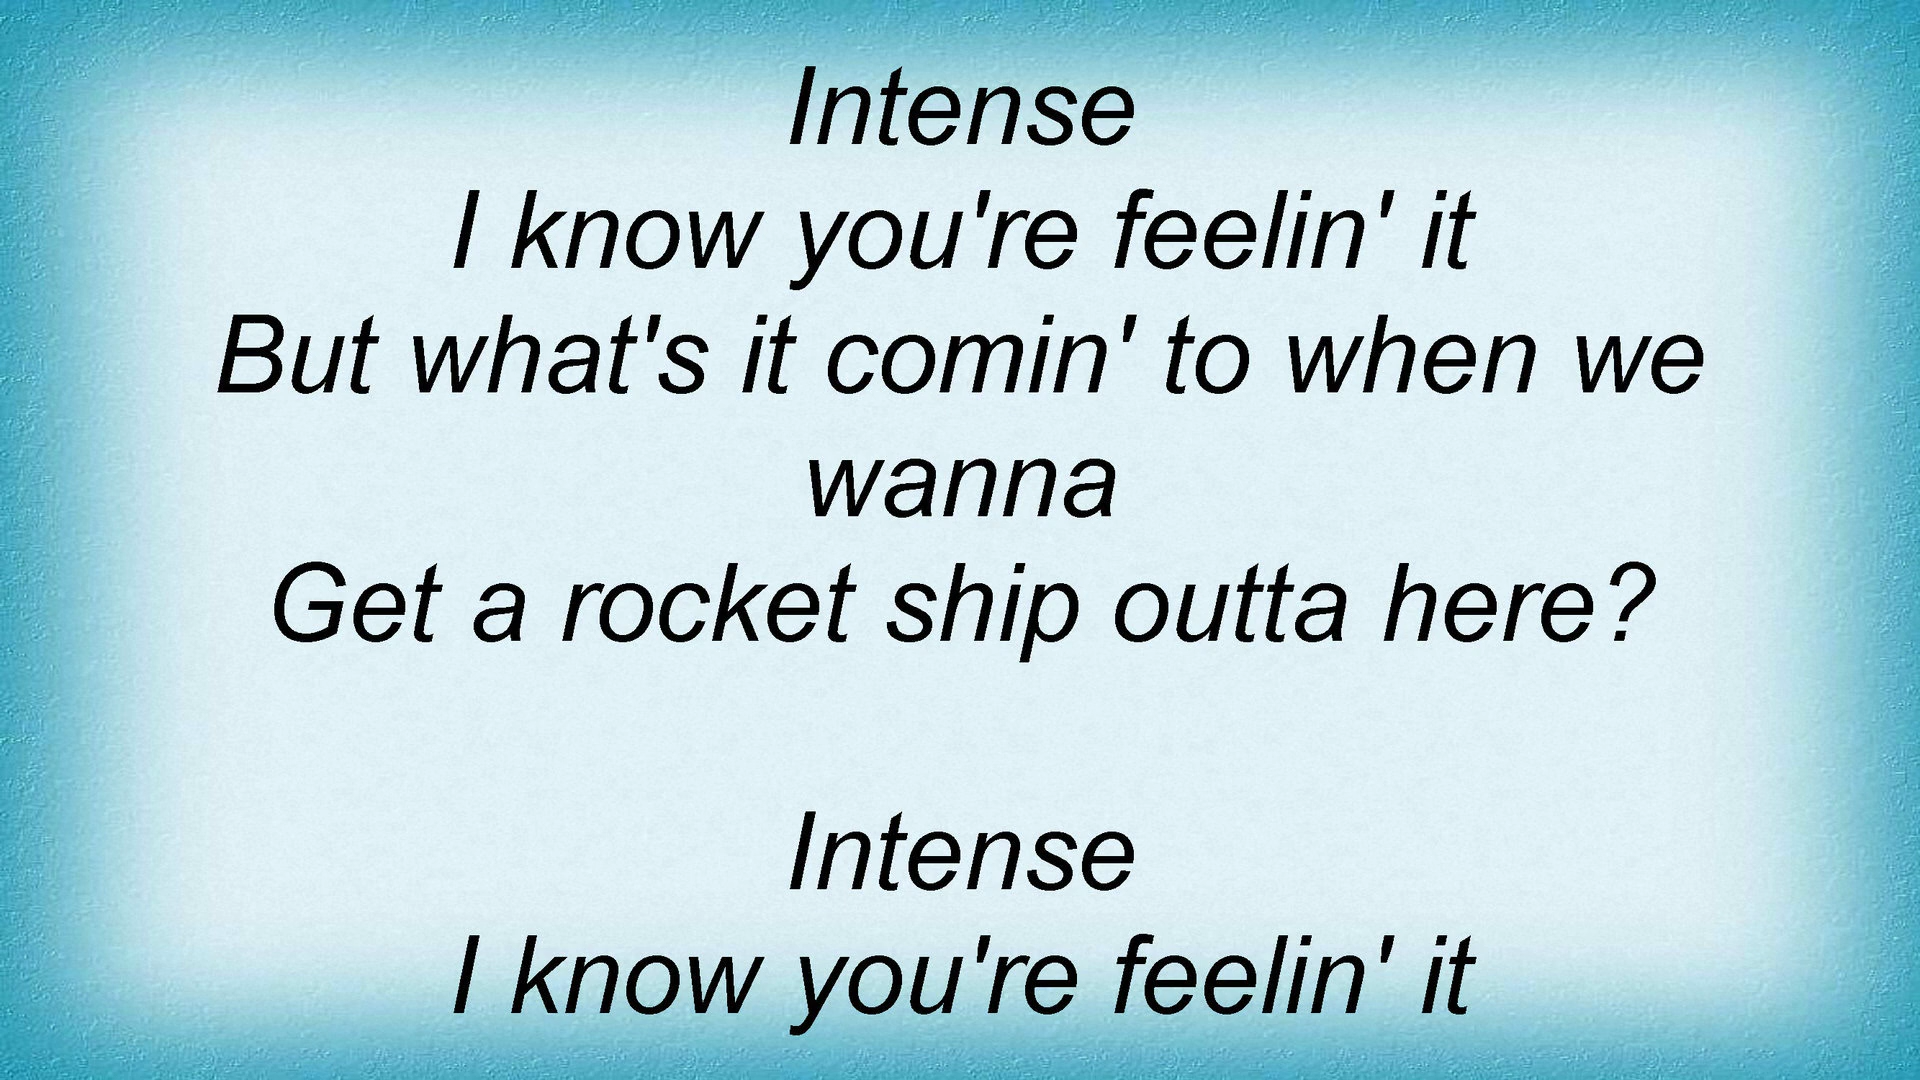 Intense
I know you're feelin' it
But what's it comin' to when we
wanna
Get a rocket ship outta here?
Intense
I know you're feelin' it